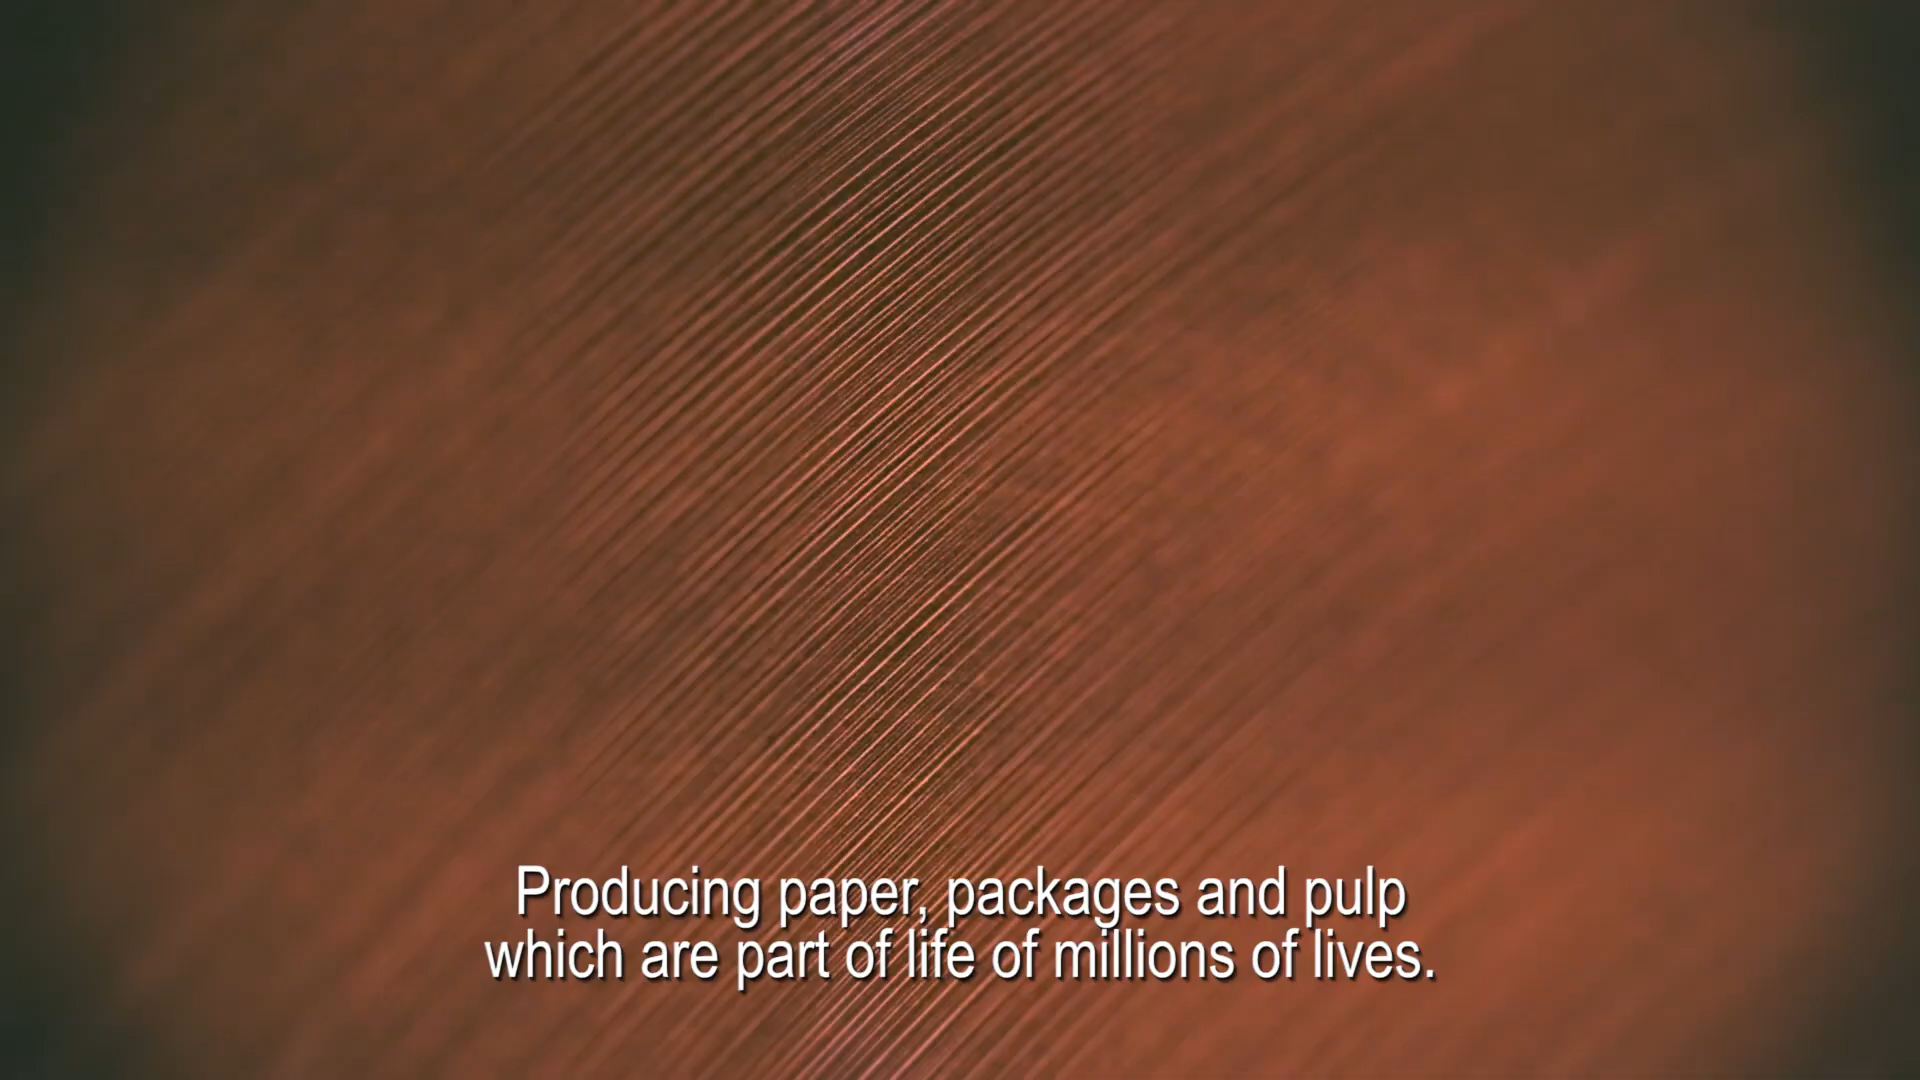 Producing paper, packages and pulp
which are part of life of millions of lives.